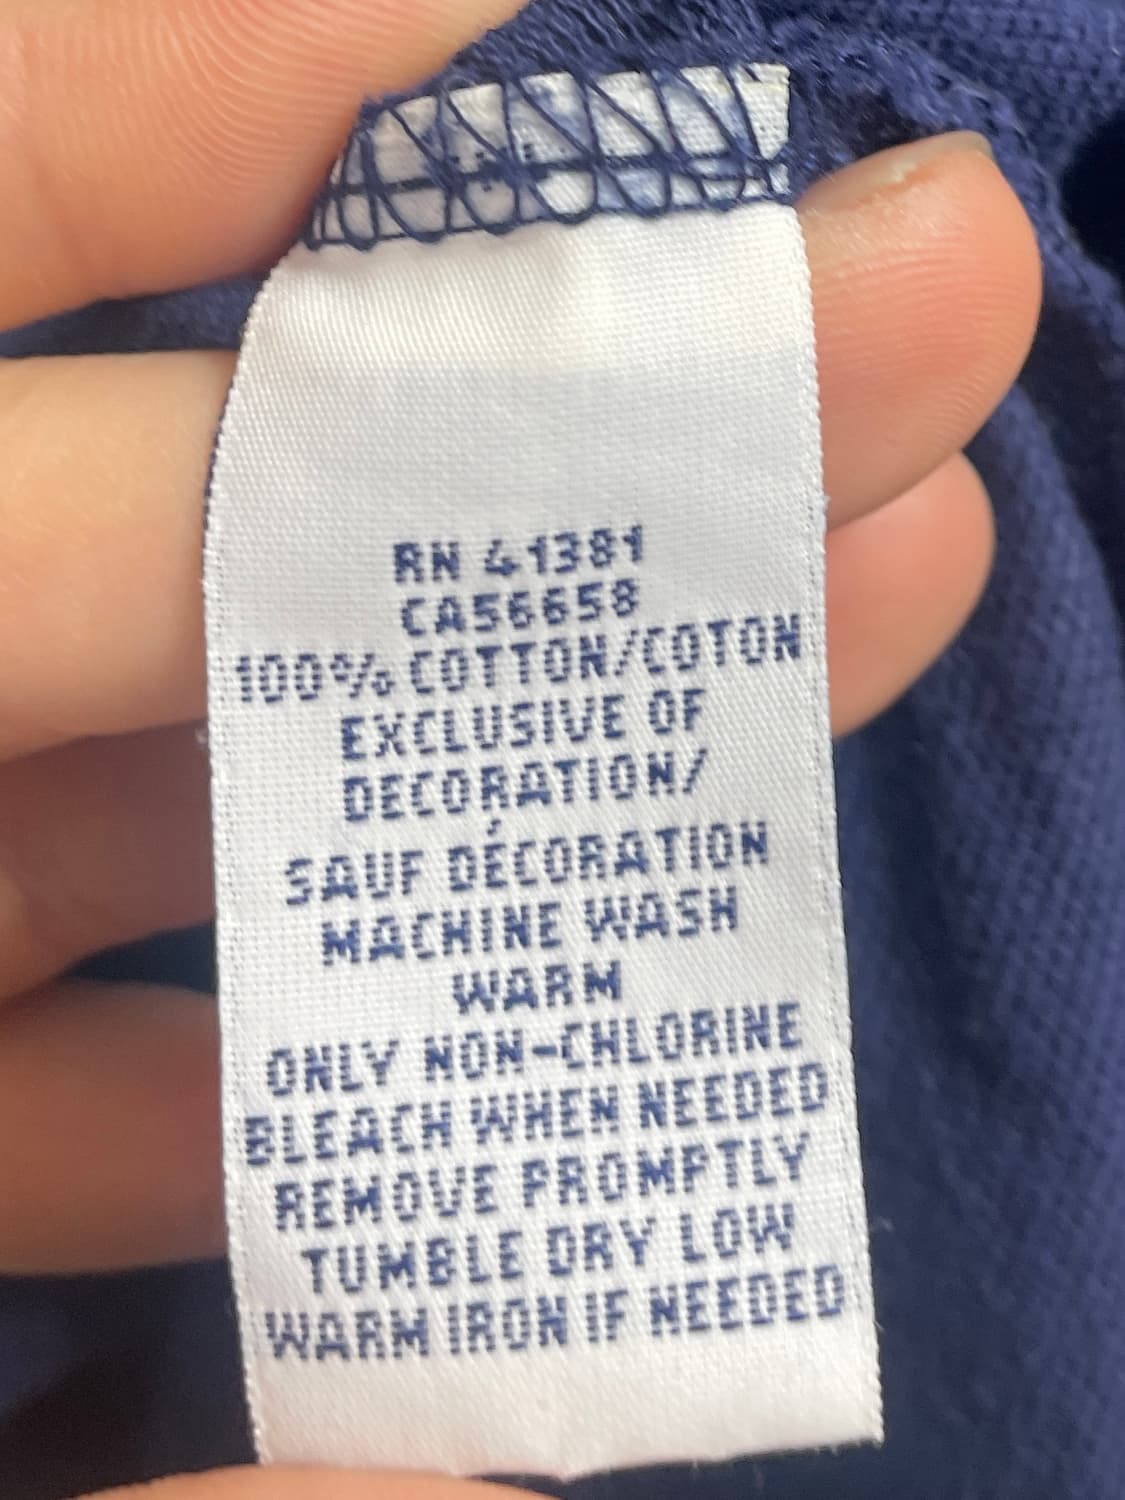 RN 41381
CA56658
100% COTTON/COTON
EXCLUSIVE OF
DECORATION/
SAUF DÉCORATION
MACHINE WASH
WARM
ONLY NON-CHLORINE
BLEACH WHEN NEEDED
REMOVE PROMPTLY
TUMBLE DRY LOW
WARM IRON IF NEEDED